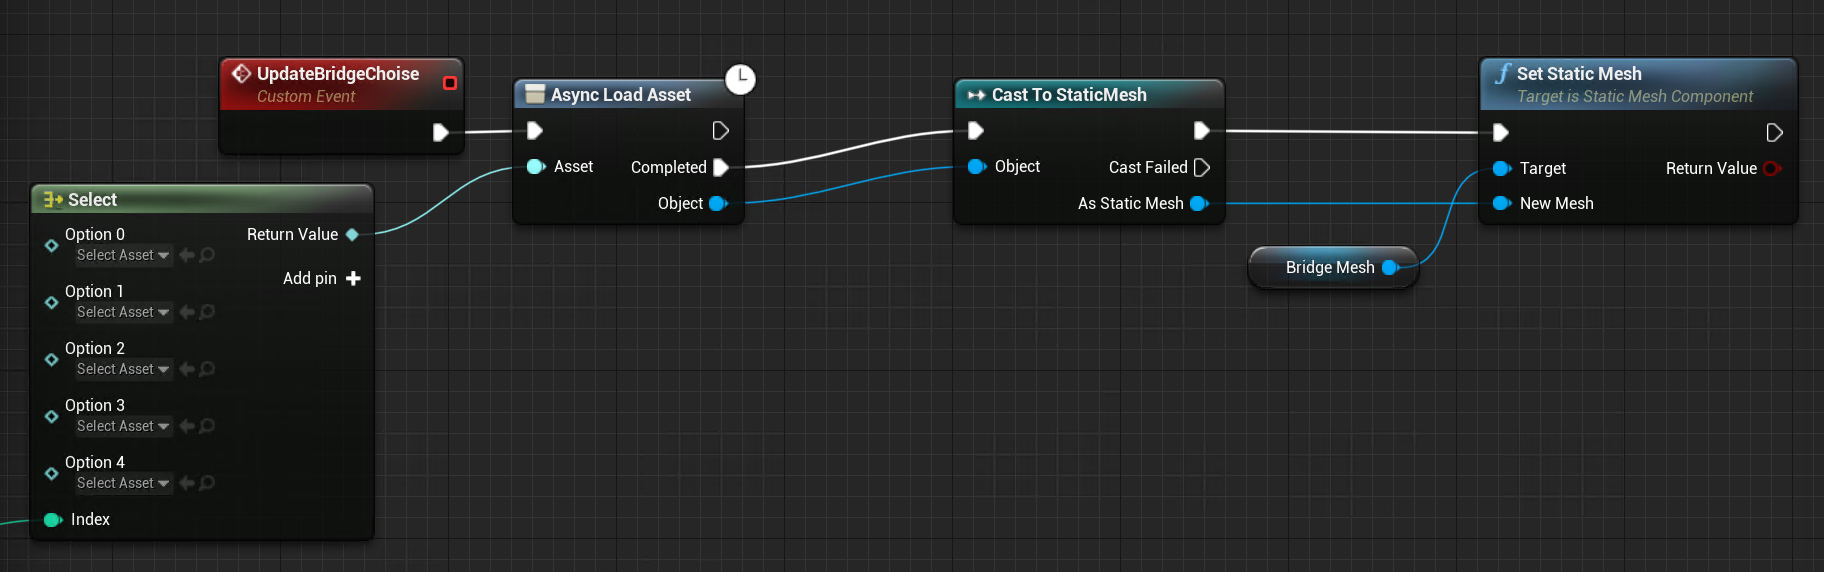 UpdateBridgeChoise
Custom Event
Select
Option 0
Select Asset
Return Value
Add pin
Option 1
Select Asset
Option 2
Select Asset
Option 3
Select Asset
Option 4
Select Asset
Index
Async Load Asset
Asset
Completed
Object
Cast To StaticMesh
Object
Cast Failed
As Static Mesh
Bridge Mesh
f Set Static Mesh
Target is Static Mesh Component
Target
Return Value
New Mesh